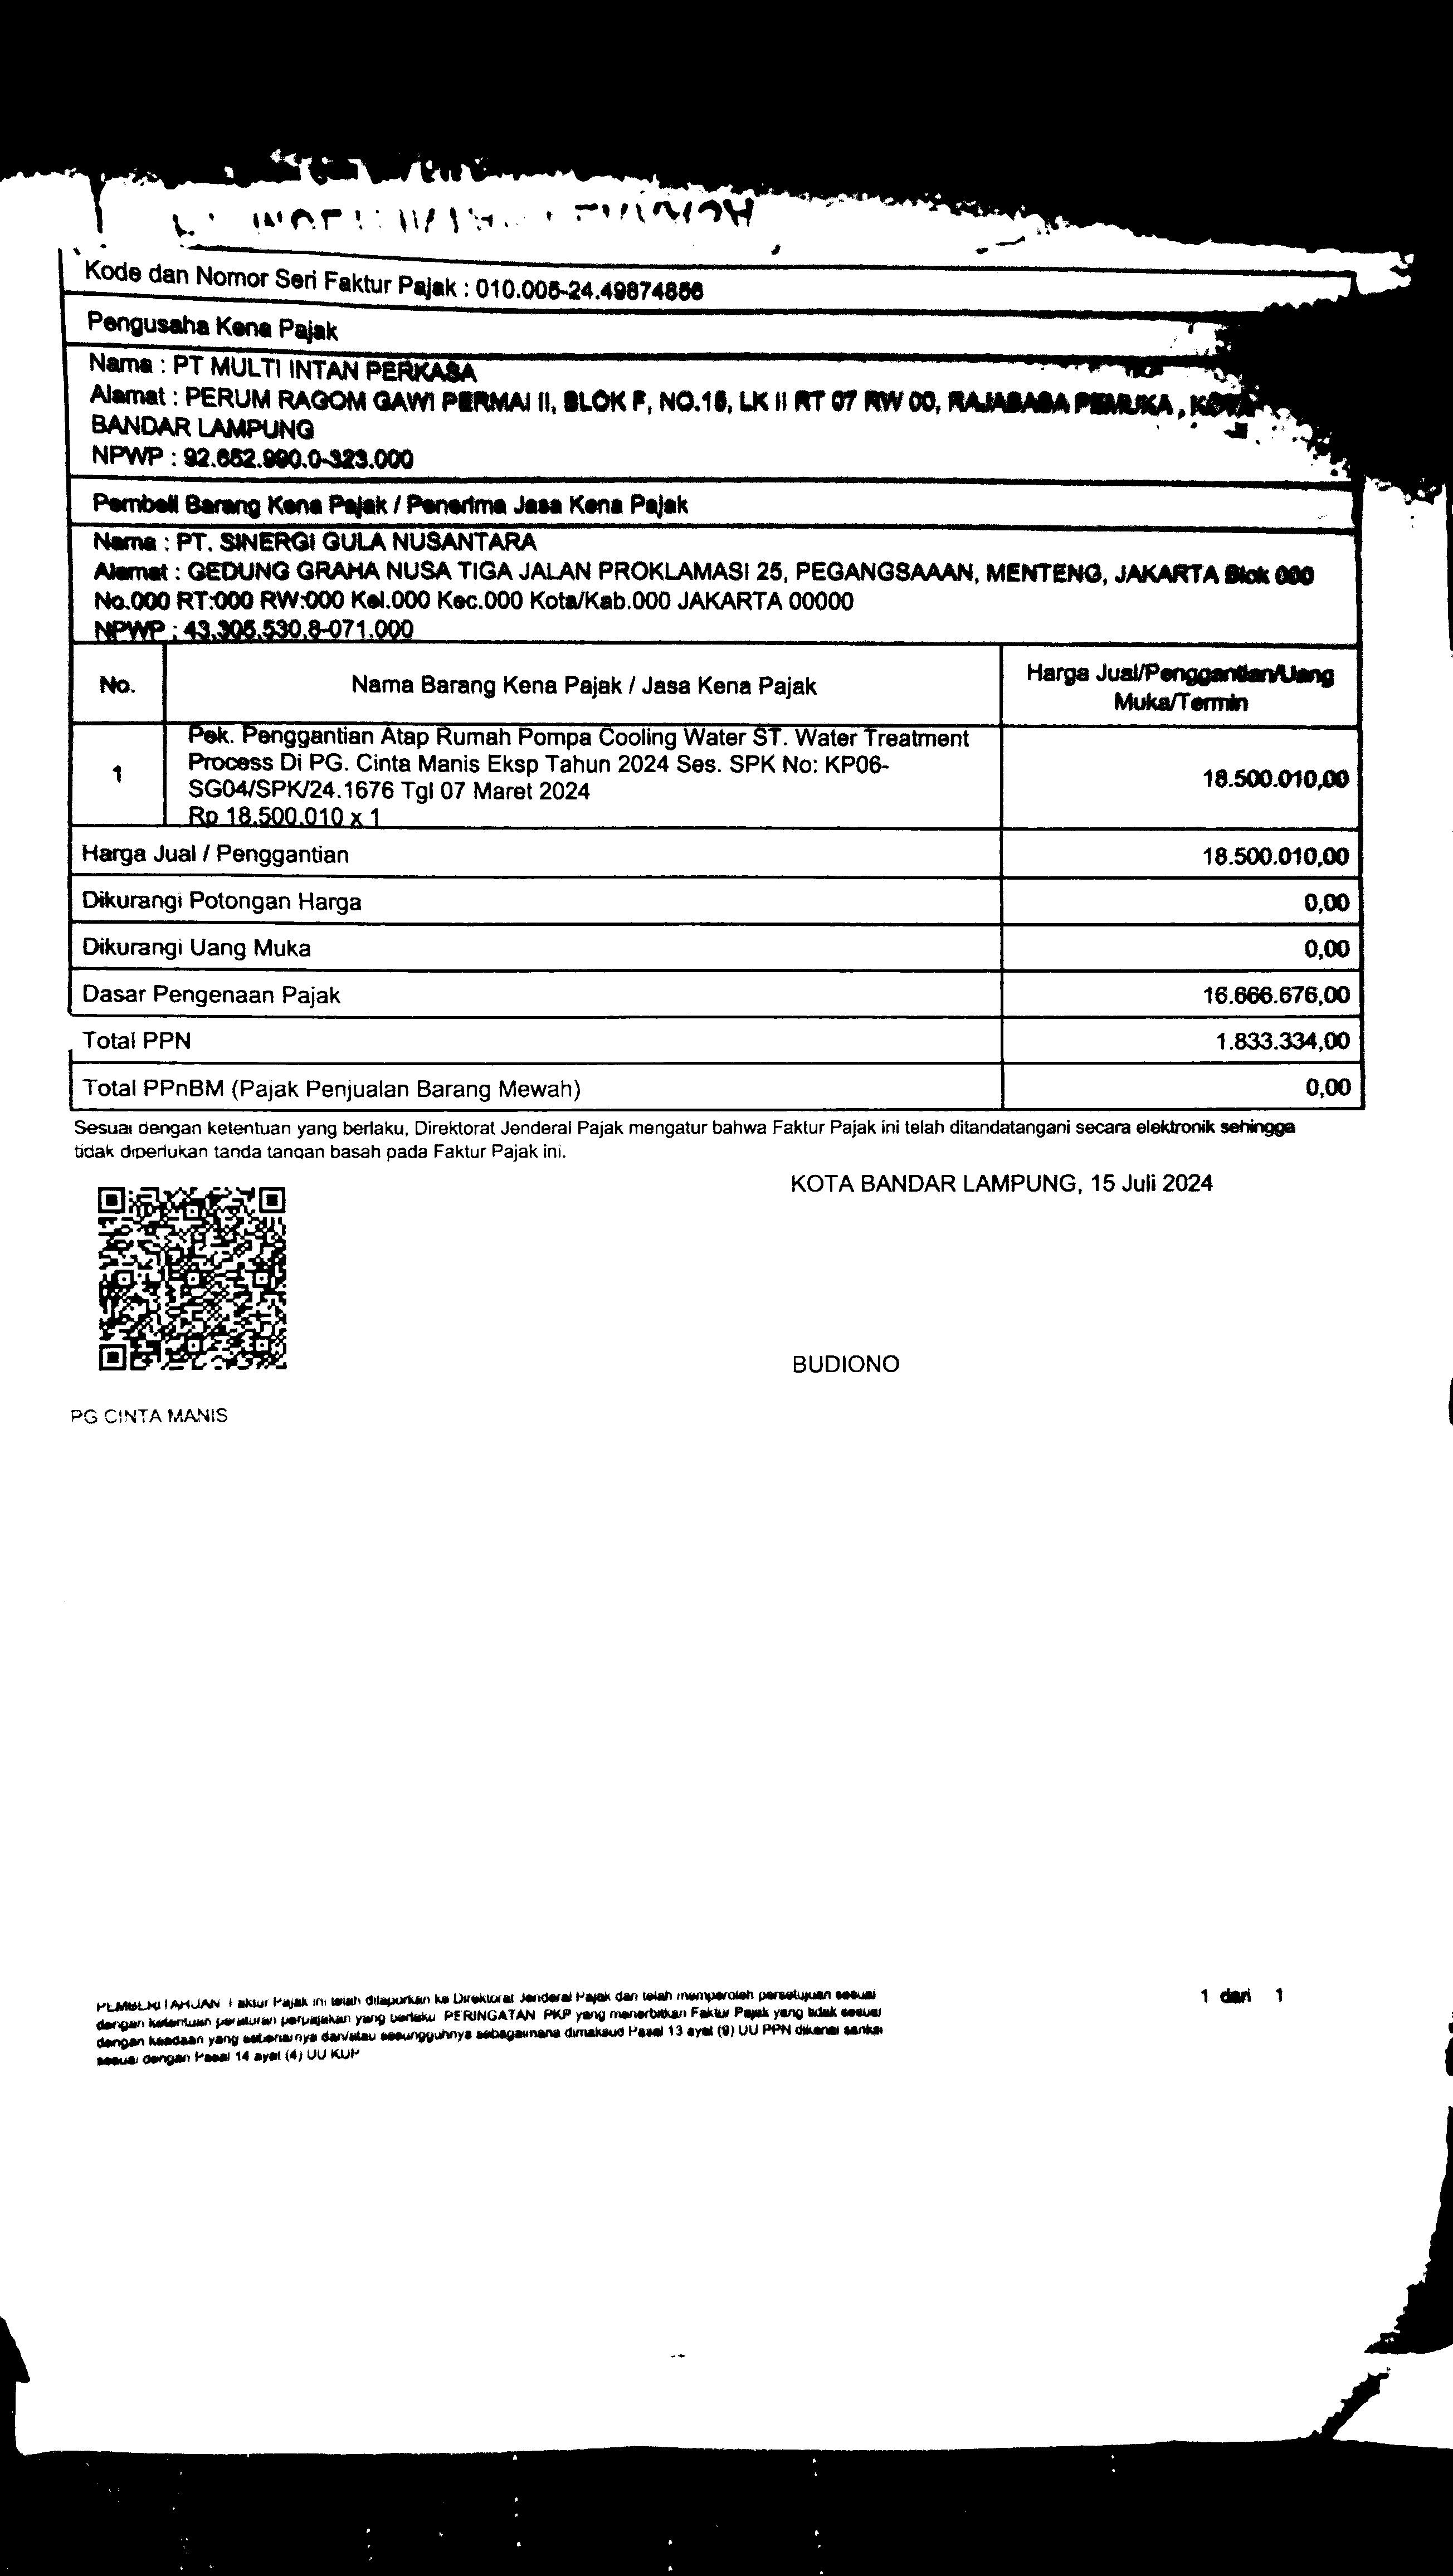 Kode dan Nomor Seri Faktur Pajak : 010.005-24.49874856
Pengusaha Kena Pajak
Nama : PT MULTI INTAN PERKASA
Alamat : PERUM RAGOM GAWI PERMAI II, BLOK F, NO.15, LK II RT 07 RW 00, RAJABASA PEMUKA , KOTA
BANDAR LAMPUNG
NPWP : 92.652.990.0-323.000
Pembeli Barang Kena Pajak / Penerima Jasa Kena Pajak
Nama : PT. SINERGI GULA NUSANTARA
Alamat : GEDUNG GRAHA NUSA TIGA JALAN PROKLAMASI 25, PEGANGSAAAN, MENTENG, JAKARTA Blok 000
No.000 RT:000 RW:000 Kel.000 Kec.000 Kota/Kab.000 JAKARTA 00000
NPWP : 43.305.530.8-071.000
No. Nama Barang Kena Pajak / Jasa Kena Pajak Harga Jual/Penggantian/Uang
Muka/Termin
Pek. Penggantian Atap Rumah Pompa Cooling Water ST. Water Treatment
Process Di PG. Cinta Manis Eksp Tahun 2024 Ses. SPK No: KP06-
1 SG04/SPK/24.1676 Tgl 07 Maret 2024 18.500.010,00
Rp 18.500.010 x 1
Harga Jual / Penggantian 18.500.010,00
Dikurangi Potongan Harga 0,00
Dikurangi Uang Muka 0,00
Dasar Pengenaan Pajak 16.666.676,00
Total PPN 1.833.334,00
Total PPnBM (Pajak Penjualan Barang Mewah) 0,00
Sesuai dengan ketentuan yang berlaku, Direktorat Jenderal Pajak mengatur bahwa Faktur Pajak ini telah ditandatangani secara elektronik sehingga
tidak diperlukan tanda tangan basah pada Faktur Pajak ini.
KOTA BANDAR LAMPUNG, 15 Juli 2024
BUDIONO
PG CINTA MANIS
PEMBERITAHUAN Faktur Pajak ini telah dilaporkan ke Direktorat Jenderal Pajak dan telah memperoleh persetujuan sesuai
dengan ketentuan peraturan perpajakan yang berlaku PERINGATAN PKP yang menerbitkan Faktur Pajak yang tidak sesuai
dengan keadaan yang sebenarnya dan/atau sesungguhnya sebagaimana dimaksud Pasal 13 ayat (9) UU PPN dikenai sanksi
sesuai dengan Pasal 14 ayat (4) UU KUP
1 dari 1